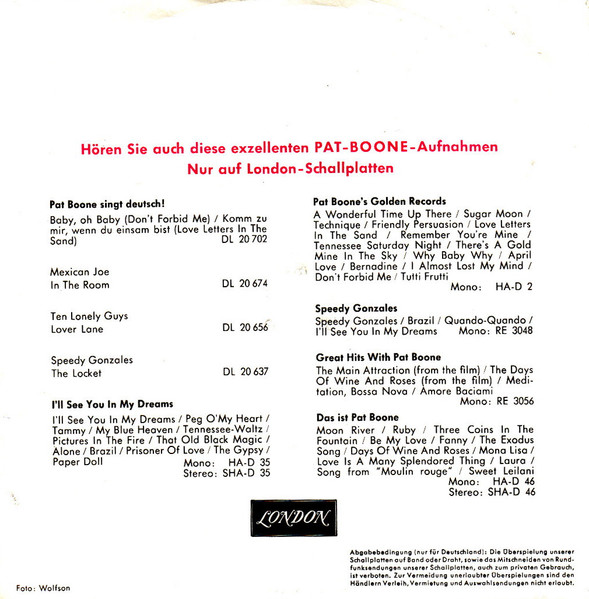 Hören Sie auch diese exzellenten PAT-BOONE-Aufnahmen
Nur auf London-Schallplatten
Pat Boone singt deutsch!
Baby, oh Baby (Don't Forbid Me) / Komm zu
mir, wenn du einsam bist (Love Letters In The
Sand) DL 20 702
Mexican Joe
In The Room DL 20 674
Ten Lonely Guys
Lover Lane DL 20 656
Speedy Gonzales
The Locket DL 20 637
I'll See You In My Dreams
I'll See You In My Dreams / Peg O'My Heart /
Tammy / My Blue Heaven / Tennessee-Waltz /
Pictures In The Fire / That Old Black Magic /
Alone / Brazil / Prisoner Of Love / The Gypsy /
Paper Doll Mono: HA-D 35
Stereo: SHA-D 35
Pat Boone's Golden Records
A Wonderful Time Up There / Sugar Moon /
Technique / Friendly Persuasion / Love Letters
In The Sand / Remember You're Mine /
Tennessee Saturday Night / There's A Gold
Mine In The Sky / Why Baby Why / April
Love / Bernadine / I Almost Lost My Mind /
Don't Forbid Me / Tutti Frutti
Mono: HA-D 2
Speedy Gonzales
Speedy Gonzales / Brazil / Quando-Quando /
I'll See You In My Dreams Mono: RE 3048
Great Hits With Pat Boone
The Main Attraction (from the film) / The Days
Of Wine And Roses (from the film) / Medi-
tation, Bossa Nova / Amore Baciami
Mono: RE 3056
Das ist Pat Boone
Moon River / Ruby / Three Coins In The
Fountain / Be My Love / Fanny / The Exodus
Song / Days Of Wine And Roses / Mona Lisa /
Love Is A Many Splendored Thing / Laura /
Song from "Moulin rouge" / Sweet Leilani
Mono: HA-D 46
Stereo: SHA-D 46
LONDON
Abgabebedingung (nur für Deutschland): Die Überspielung unserer
Schallplatten auf Band oder Draht, sowie das Mitschneiden von Rund-
funksendungen unserer Schallplatten, auch zum privaten Gebrauch,
ist verboten. Zur Vermeidung unerlaubter Überspielungen sind den
Händlern Verleih, Vermietung und Auswahlsendungen nicht erlaubt.
Foto: Wolfson